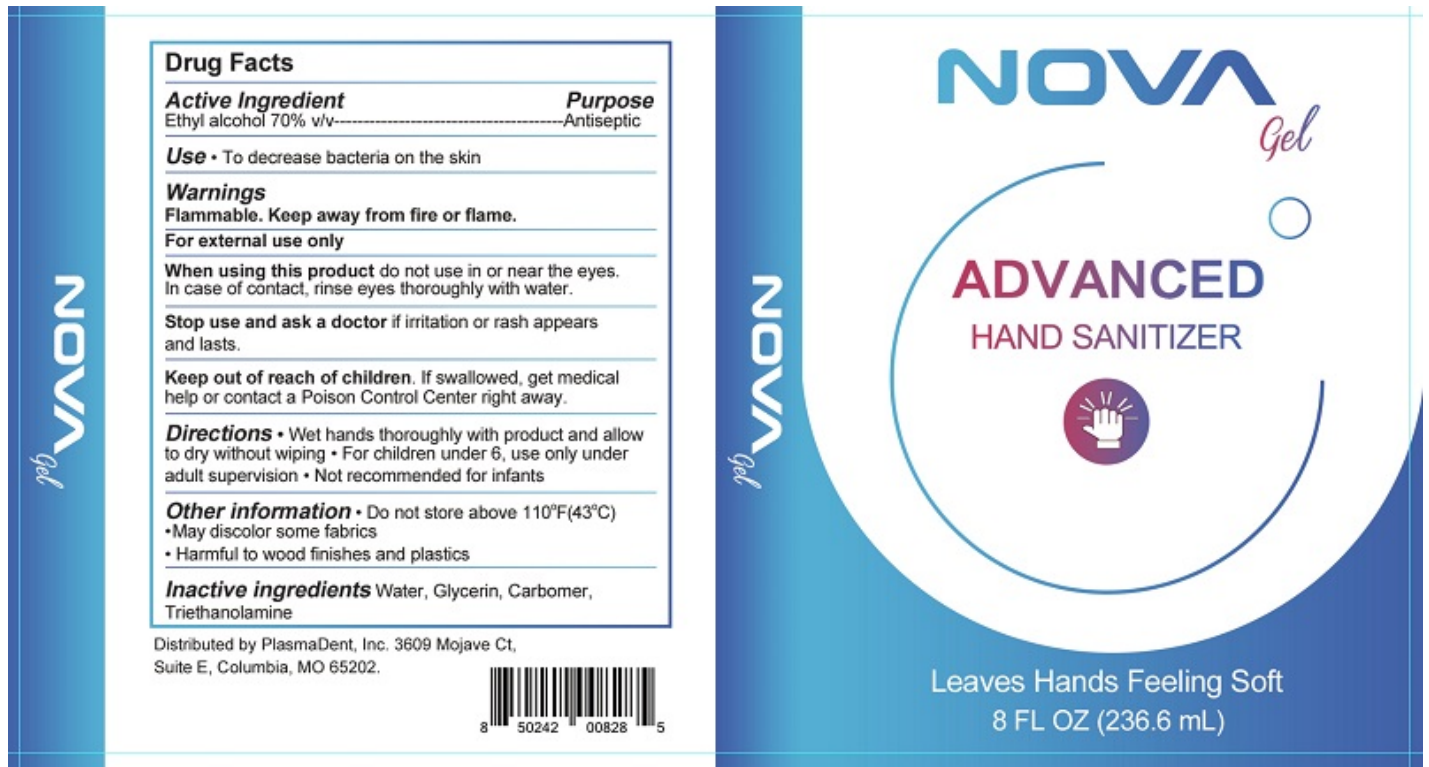 NOVA
Gel
Drug Facts
Active Ingredient Purpose
Ethyl alcohol 70% v/v---------------------------------------Antiseptic
Use • To decrease bacteria on the skin
Warnings
Flammable. Keep away from fire or flame.
For external use only
When using this product do not use in or near the eyes.
In case of contact, rinse eyes thoroughly with water.
Stop use and ask a doctor if irritation or rash appears
and lasts.
Keep out of reach of children. If swallowed, get medical
help or contact a Poison Control Center right away.
Directions • Wet hands thoroughly with product and allow
to dry without wiping • For children under 6, use only under
adult supervision • Not recommended for infants
Other information • Do not store above 110°F(43°C)
•May discolor some fabrics
• Harmful to wood finishes and plastics
Inactive ingredients Water, Glycerin, Carbomer,
Triethanolamine
Distributed by PlasmaDent, Inc. 3609 Mojave Ct,
Suite E, Columbia, MO 65202.
8 50242 00828 5
NOVA
Gel
NOVA
Gel
ADVANCED
HAND SANITIZER
Leaves Hands Feeling Soft
8 FL OZ (236.6 mL)